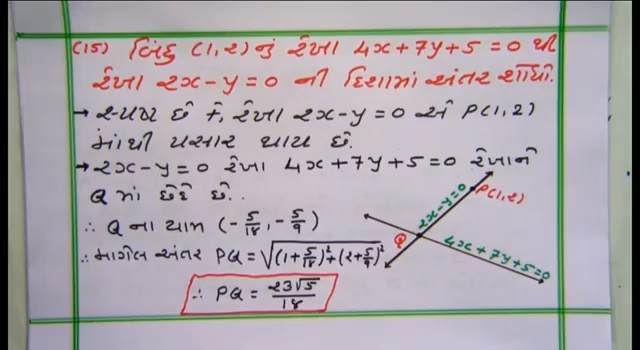 (15) બિંદુ (1,2) નું રેખા 4x+7y+5=0 થી
રેખા 2x-y=0 ની દિશામાં અંતર શોધો.
→ સ્પષ્ટ છે કે, રેખા 2x-y=0 એ P(1,2)
માંથી પસાર થાય છે.
→ 2x-y=0 રેખા 4x+7y+5=0 રેખાને
Q માં છેદે છે.
∴ Q ના યામ (-5/18, -5/9)
∴ માગેલ અંતર PQ = √((1+5/18)²+(2+5/9)²)
∴ PQ = 23√5/18
2x-y=0
P(1,2)
Q
4x+7y+5=0